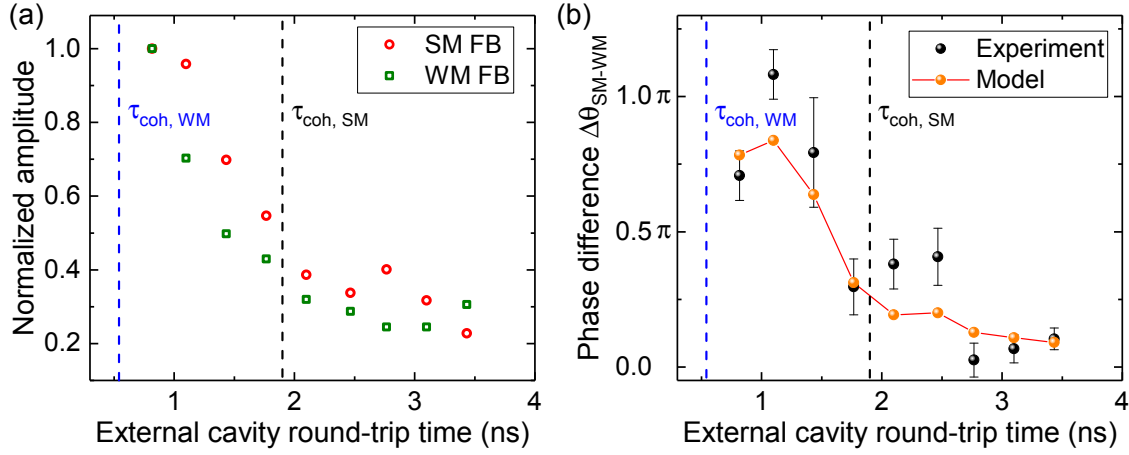 (a)
SM FB
WM FB
τcoh, WM
τcoh, SM
Normalized amplitude
1.0
0.8
0.6
0.4
0.2
1 2 3 4
External cavity round-trip time (ns)
(b)
Experiment
Model
τcoh, WM
τcoh, SM
Phase difference ΔθSM-WM
1.0 π
0.5 π
0.0
1 2 3 4
External cavity round-trip time (ns)